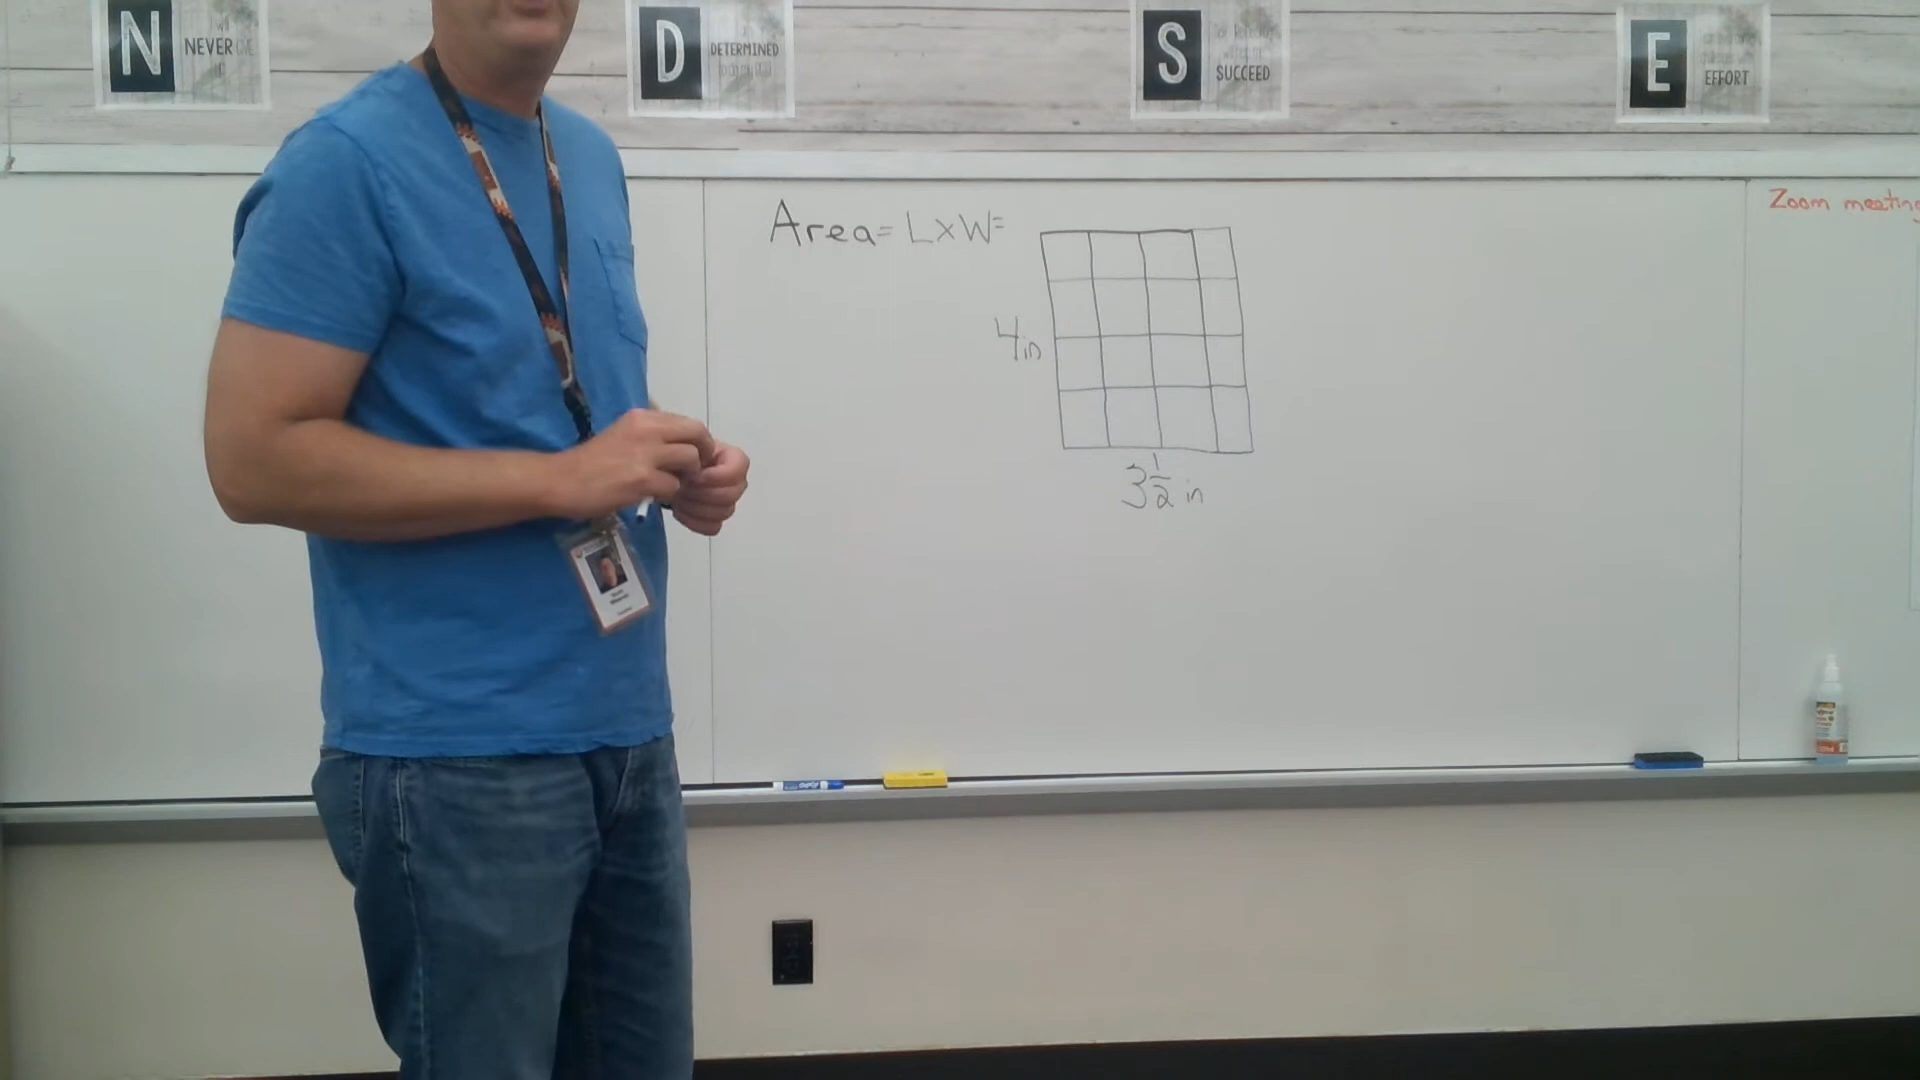 N
NEVER
D
DETERMINED
S
SUCCEED
E
EFFORT
Area = L x W =
4 in
3 1/2 in
Zoom meeting